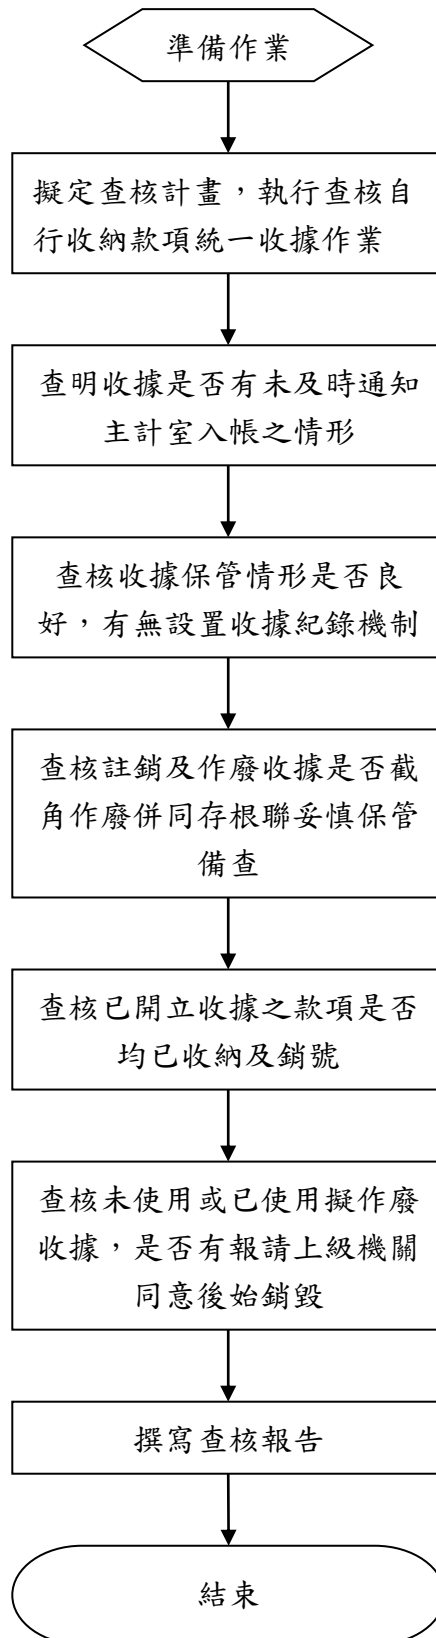 準備作業
擬定查核計畫，執行查核自
行收納款項統一收據作業
查明收據是否有未及時通知
主計室入帳之情形
查核收據保管情形是否良
好，有無設置收據紀錄機制
查核註銷及作廢收據是否截
角作廢併同存根聯妥慎保管
備查
查核已開立收據之款項是否
均已收納及銷號
查核未使用或已使用擬作廢
收據，是否有報請上級機關
同意後始銷毀
撰寫查核報告
結束